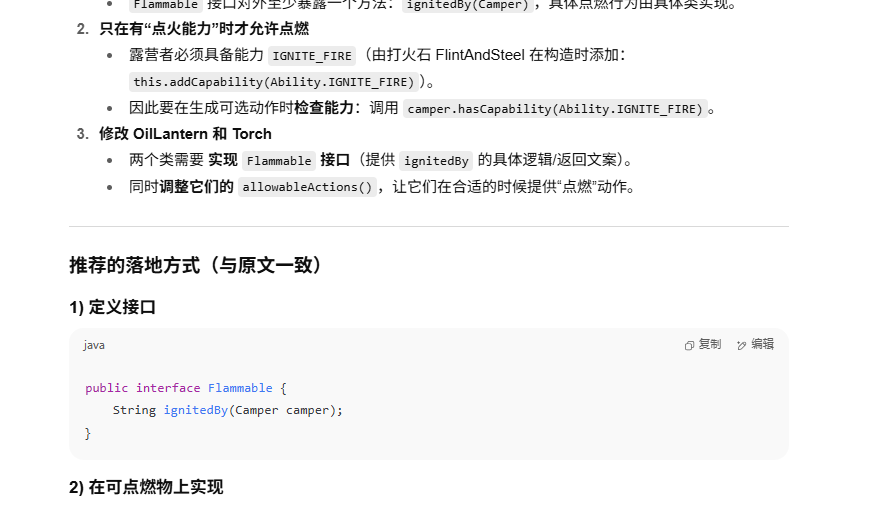 Flammable 接口对外至少暴露一个方法：ignitedBy(Camper)，具体点燃行为由具体类实现。
2. 只在有“点火能力”时才允许点燃
露营者必须具备能力 IGNITE_FIRE（由打火石 FlintAndSteel 在构造时添加：
this.addCapability(Ability.IGNITE_FIRE)）。
因此要在生成可选动作时检查能力：调用 camper.hasCapability(Ability.IGNITE_FIRE)。
3. 修改 OilLantern 和 Torch
两个类需要 实现 Flammable 接口（提供 ignitedBy 的具体逻辑/返回文案）。
同时调整它们的 allowableActions()，让它们在合适的时候提供“点燃”动作。
推荐的落地方式（与原文一致）
1) 定义接口
java 复制 编辑
public interface Flammable {
String ignitedBy(Camper camper);
}
2) 在可点燃物上实现